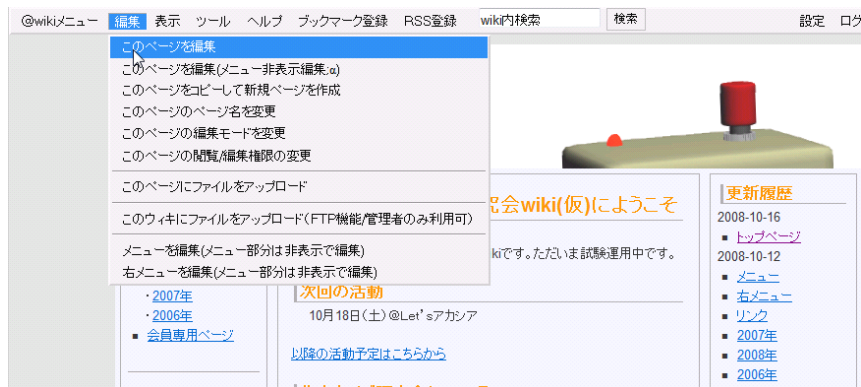 @wikiメニュー 編集 表示 ツール ヘルプ ブックマーク登録 RSS登録 wiki内検索 検索 設定 ログ
このページを編集
このページを編集(メニュー非表示編集;α)
このページをコピーして新規ページを作成
このページのページ名を変更
このページの編集モードを変更
このページの閲覧/編集権限の変更
このページにファイルをアップロード
このウィキにファイルをアップロード(FTP機能/管理者のみ利用可)
メニューを編集(メニュー部分は非表示で編集)
右メニューを編集(メニュー部分は非表示で編集)
・2007年
・2006年
会員専用ページ
究会wiki(仮)にようこそ
kiです。ただいま試験運用中です。
次回の活動
10月18日(土)@Let'sアカシア
以降の活動予定はこちらから
更新履歴
2008-10-16
トップページ
2008-10-12
メニュー
右メニュー
リンク
2007年
2008年
2006年